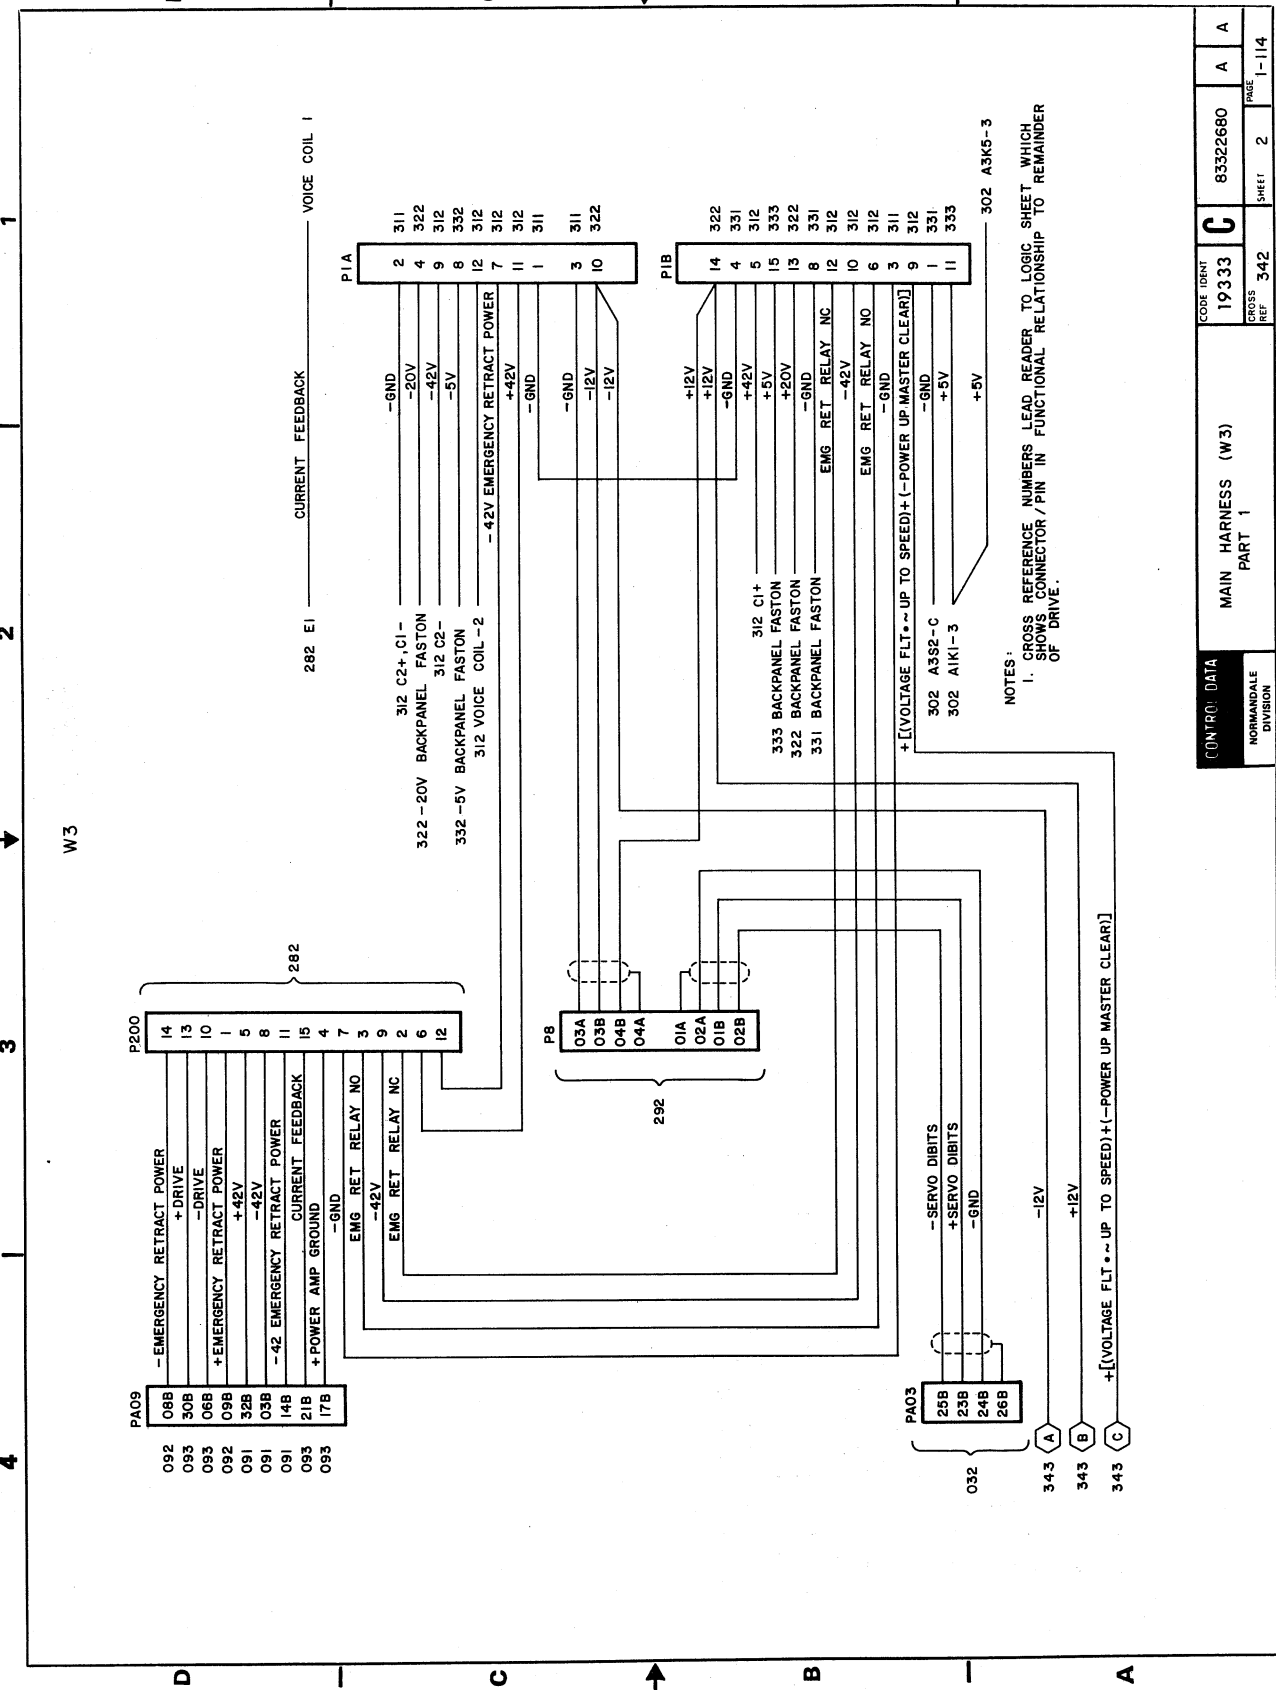 W3
PA09
092 08B
093 30B
093 06B
092 09B
091 32B
091 03B
091 14B
093 21B
093 17B
-EMERGENCY RETRACT POWER
+DRIVE
-DRIVE
+EMERGENCY RETRACT POWER
+42V
-42V
-42 EMERGENCY RETRACT POWER
CURRENT FEEDBACK
+POWER AMP GROUND
-GND
EMG RET RELAY NO
-42V
EMG RET RELAY NC
P200
14
13
10
1
5
8
11
15
4
7
3
9
2
6
12
282
282 E1 CURRENT FEEDBACK VOICE COIL 1
P1A
312 C2+,C1- -GND 2 311
322 -20V BACKPANEL FASTON -20V 4 322
312 C2- -42V 9 312
332 -5V BACKPANEL FASTON -5V 8 332
312 VOICE COIL-2 12 312
-42V EMERGENCY RETRACT POWER 7 312
+42V 11 312
-GND 1 311
-GND 3 311
-12V 10 322
-12V
P8
292
03A
03B
04B
04A
01A
02A
01B
02B
P1B
+12V
+12V 14 322
-GND 4 331
312 C1+ +42V 5 312
333 BACKPANEL FASTON +5V 15 333
322 BACKPANEL FASTON +20V 13 322
331 BACKPANEL FASTON -GND 8 331
EMG RET RELAY NC 12 312
-42V 10 312
EMG RET RELAY NO 6 312
-GND 3 311
+[(VOLTAGE FLT•~UP TO SPEED)+(-POWER UP MASTER CLEAR)] 9 312
302 A3S2-C -GND 1 331
302 A1K1-3 +5V 11 333
+5V 302 A3K5-3
PA03
032
25B -SERVO DIBITS
23B +SERVO DIBITS
24B -GND
26B
343 A -12V
343 B +12V
343 C +[(VOLTAGE FLT•~UP TO SPEED)+(-POWER UP MASTER CLEAR)]
NOTES:
1. CROSS REFERENCE NUMBERS LEAD READER TO LOGIC SHEET WHICH
SHOWS CONNECTOR/PIN IN FUNCTIONAL RELATIONSHIP TO REMAINDER
OF DRIVE.
CONTROL DATA
NORMANDALE
DIVISION
MAIN HARNESS (W3)
PART 1
CODE IDENT
19333
C
83322680
A
A
CROSS
REF 342
SHEET 2
PAGE 1-114
4
3
2
1
D
C
B
A